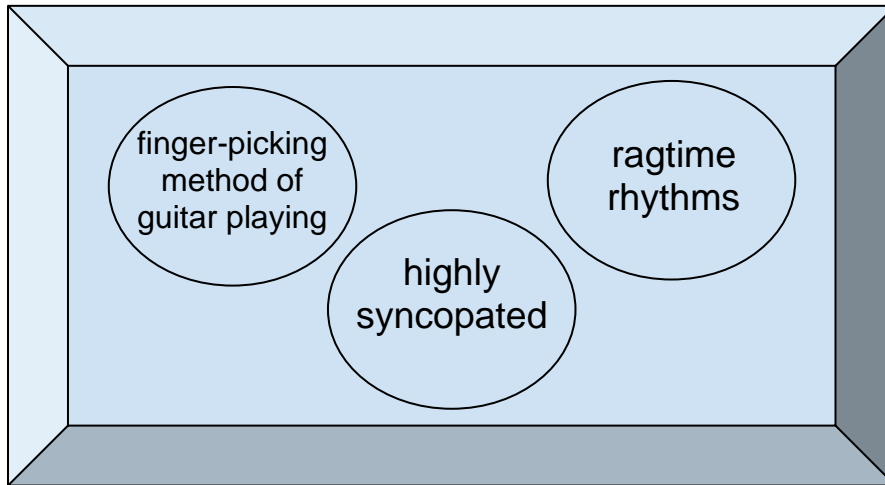 finger-picking
method of
guitar playing
highly
syncopated
ragtime
rhythms